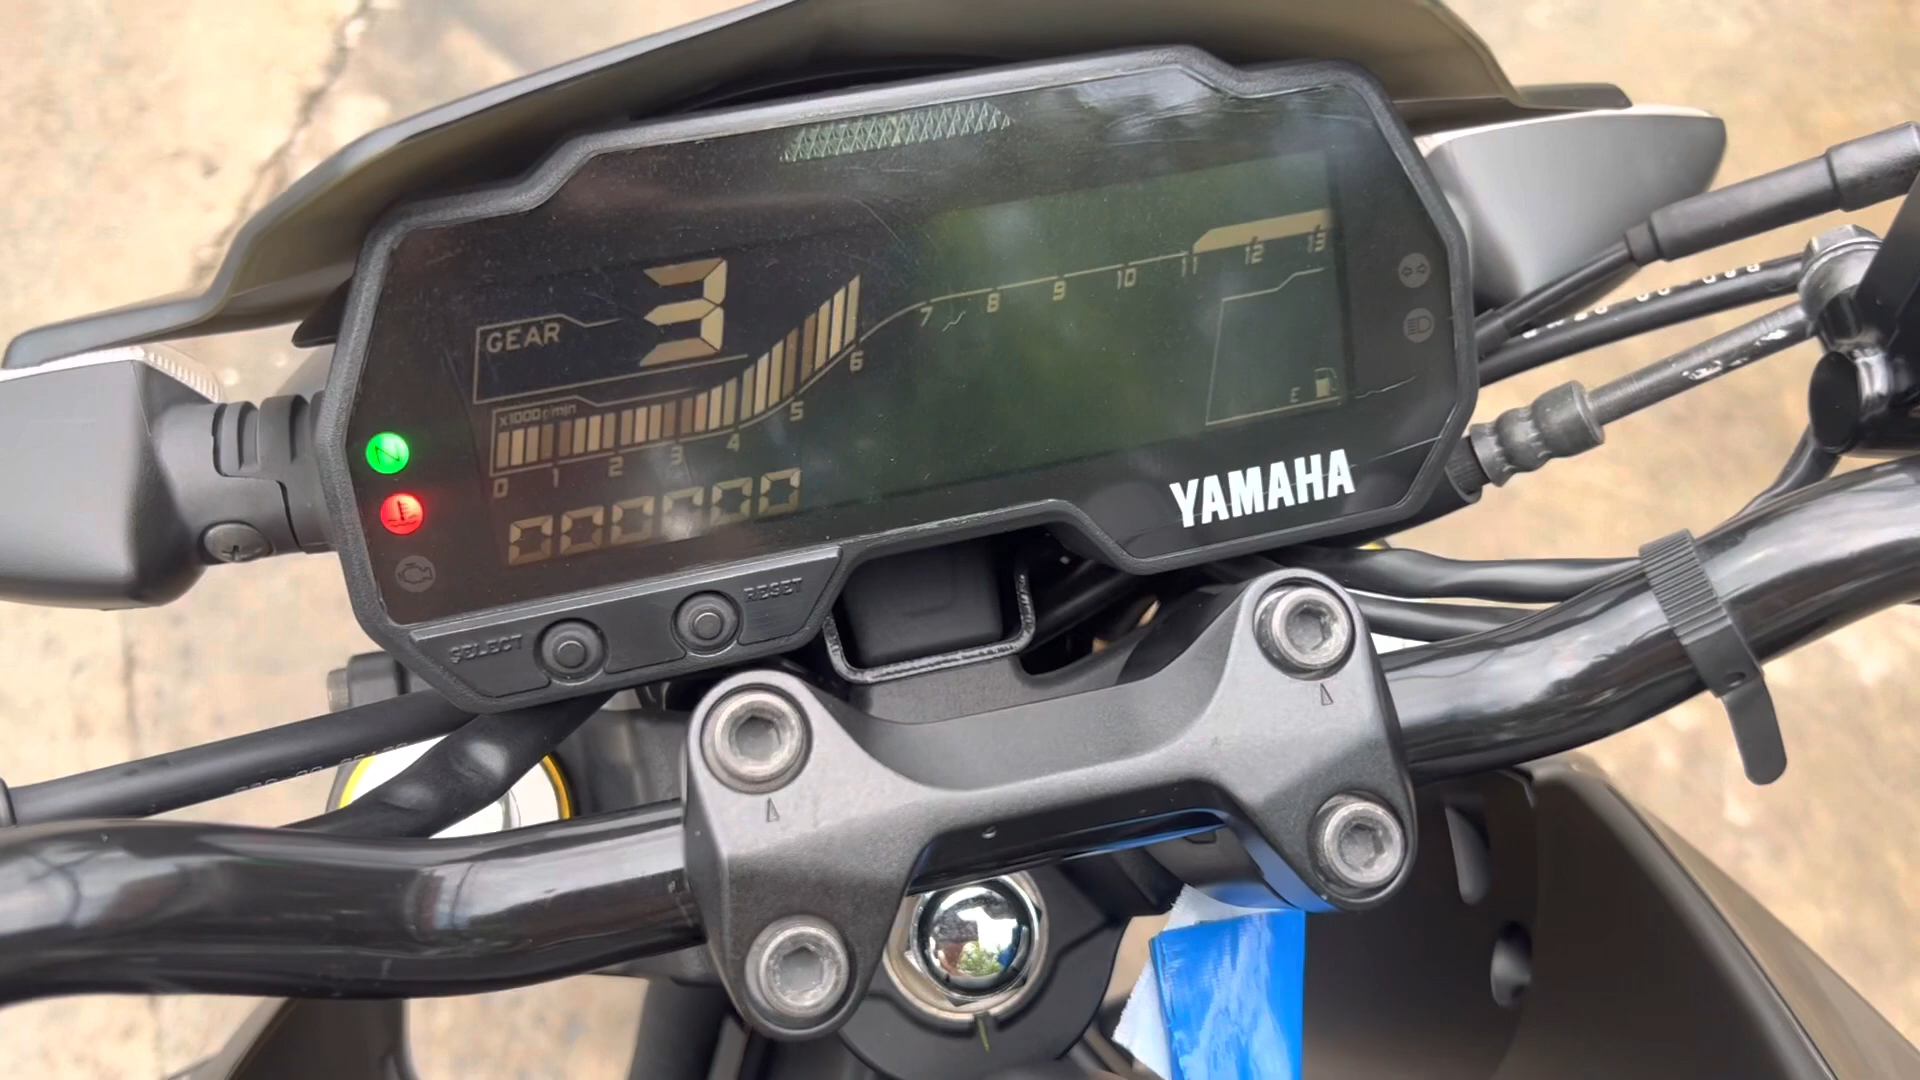 3
GEAR
x1000r/min
0 1 2 3 4 5 6 7 8 9 10 11 12 13
E
N
000000
YAMAHA
SELECT
RESET